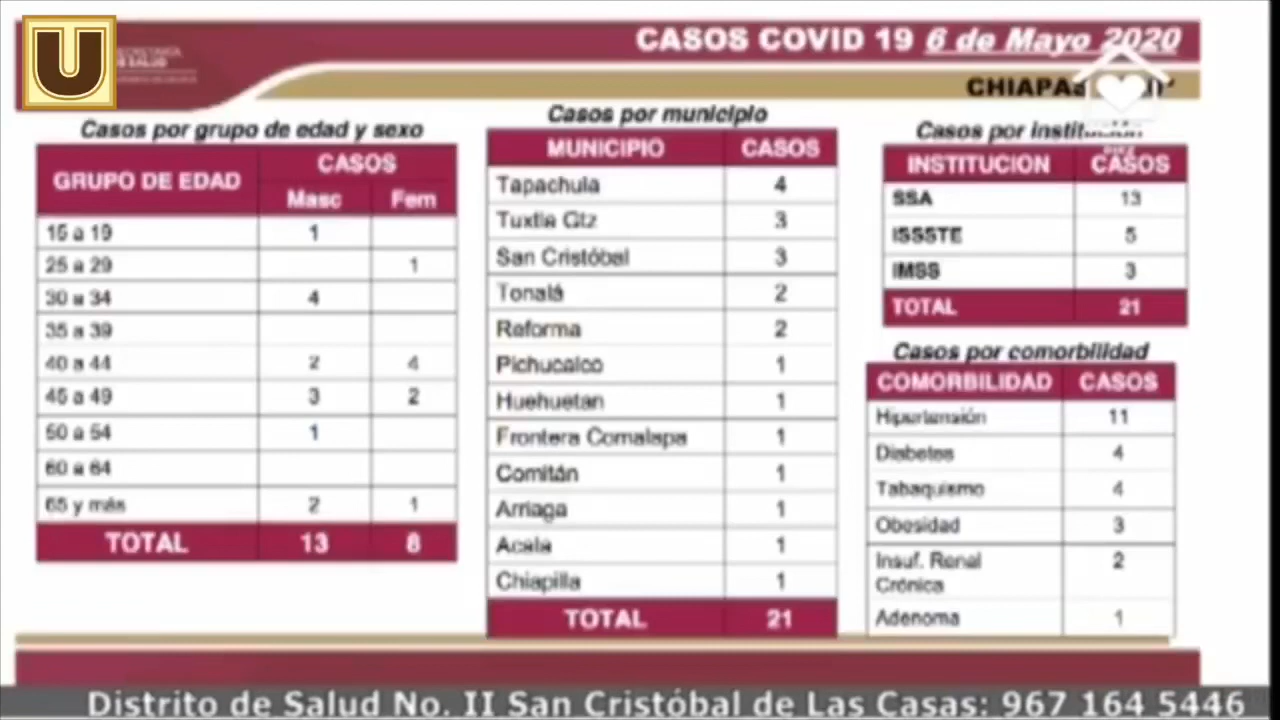 U
SECRETARÍA
DE SALUD
CASOS COVID 19 6 de Mayo 2020
Casos por grupo de edad y sexo
GRUPO DE EDAD CASOS
Masc Fem
15 a 19 1
25 a 29 1
30 a 34 4
35 a 39
40 a 44 2 4
45 a 49 3 2
50 a 54 1
60 a 64
65 y más 2 1
TOTAL 13 8
Casos por municipio
MUNICIPIO CASOS
Tapachula 4
Tuxtla Gtz 3
San Cristóbal 3
Tonalá 2
Reforma 2
Pichucalco 1
Huehuetan 1
Frontera Comalapa 1
Comitán 1
Arriaga 1
Acala 1
Chiapilla 1
TOTAL 21
Casos por
INSTITUCION CASOS
SSA 13
ISSSTE 5
IMSS 3
TOTAL 21
Casos por comorbilidad
COMORBILIDAD CASOS
Hipertensión 11
Diabetes 4
Tabaquismo 4
Obesidad 3
Insuf. Renal Crónica 2
Adenoma 1
Distrito de Salud No. II San Cristóbal de Las Casas: 967 164 5446